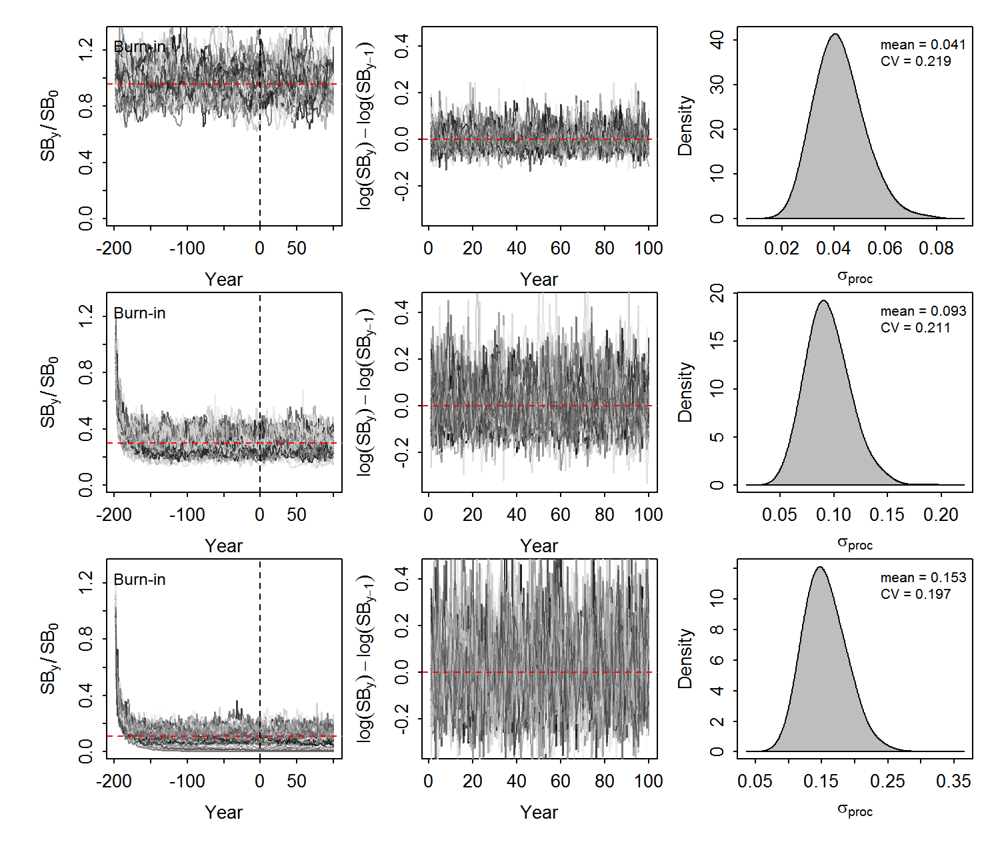 SBy / SB0
1.2
0.8
0.4
0.0
Burn-in
-200 -100 0 50
Year
log(SBy) − log(SBy−1)
0.4
0.2
0.0
-0.2
0 20 40 60 80 100
Year
Density
40
30
20
10
0
mean = 0.041
CV = 0.219
0.02 0.04 0.06 0.08
σproc
SBy / SB0
1.2
0.8
0.4
0.0
Burn-in
-200 -100 0 50
Year
log(SBy) − log(SBy−1)
0.4
0.2
0.0
-0.2
0 20 40 60 80 100
Year
Density
20
15
10
5
0
mean = 0.093
CV = 0.211
0.05 0.10 0.15 0.20
σproc
SBy / SB0
1.2
0.8
0.4
0.0
Burn-in
-200 -100 0 50
Year
log(SBy) − log(SBy−1)
0.4
0.2
0.0
-0.2
0 20 40 60 80 100
Year
Density
10
8
6
4
2
0
mean = 0.153
CV = 0.197
0.05 0.15 0.25 0.35
σproc